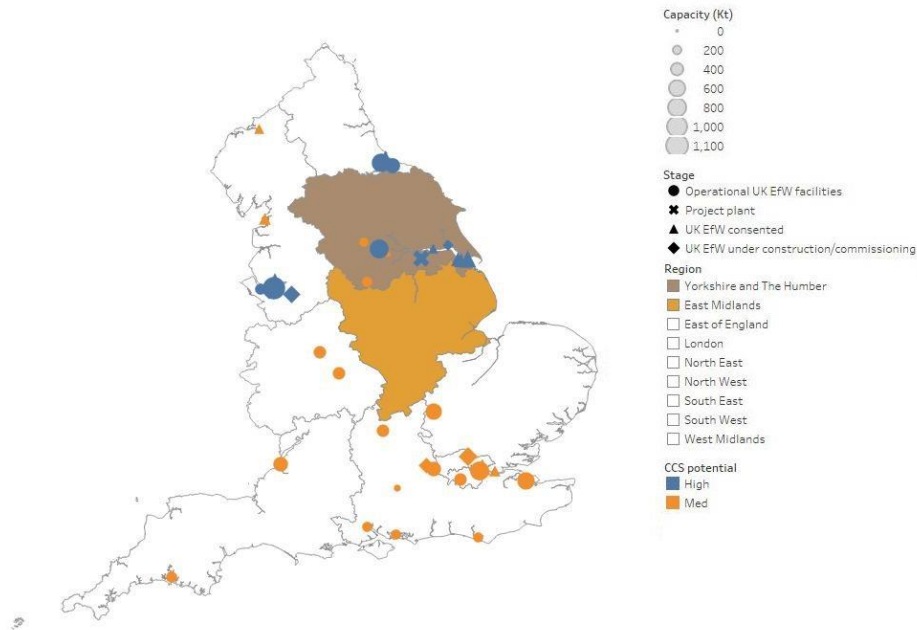 Capacity (Kt)
0
200
400
600
800
1,000
1,100
Stage
Operational UK EfW facilities
Project plant
UK EfW consented
UK EfW under construction/commissioning
Region
Yorkshire and The Humber
East Midlands
East of England
London
North East
North West
South East
South West
West Midlands
CCS potential
High
Med